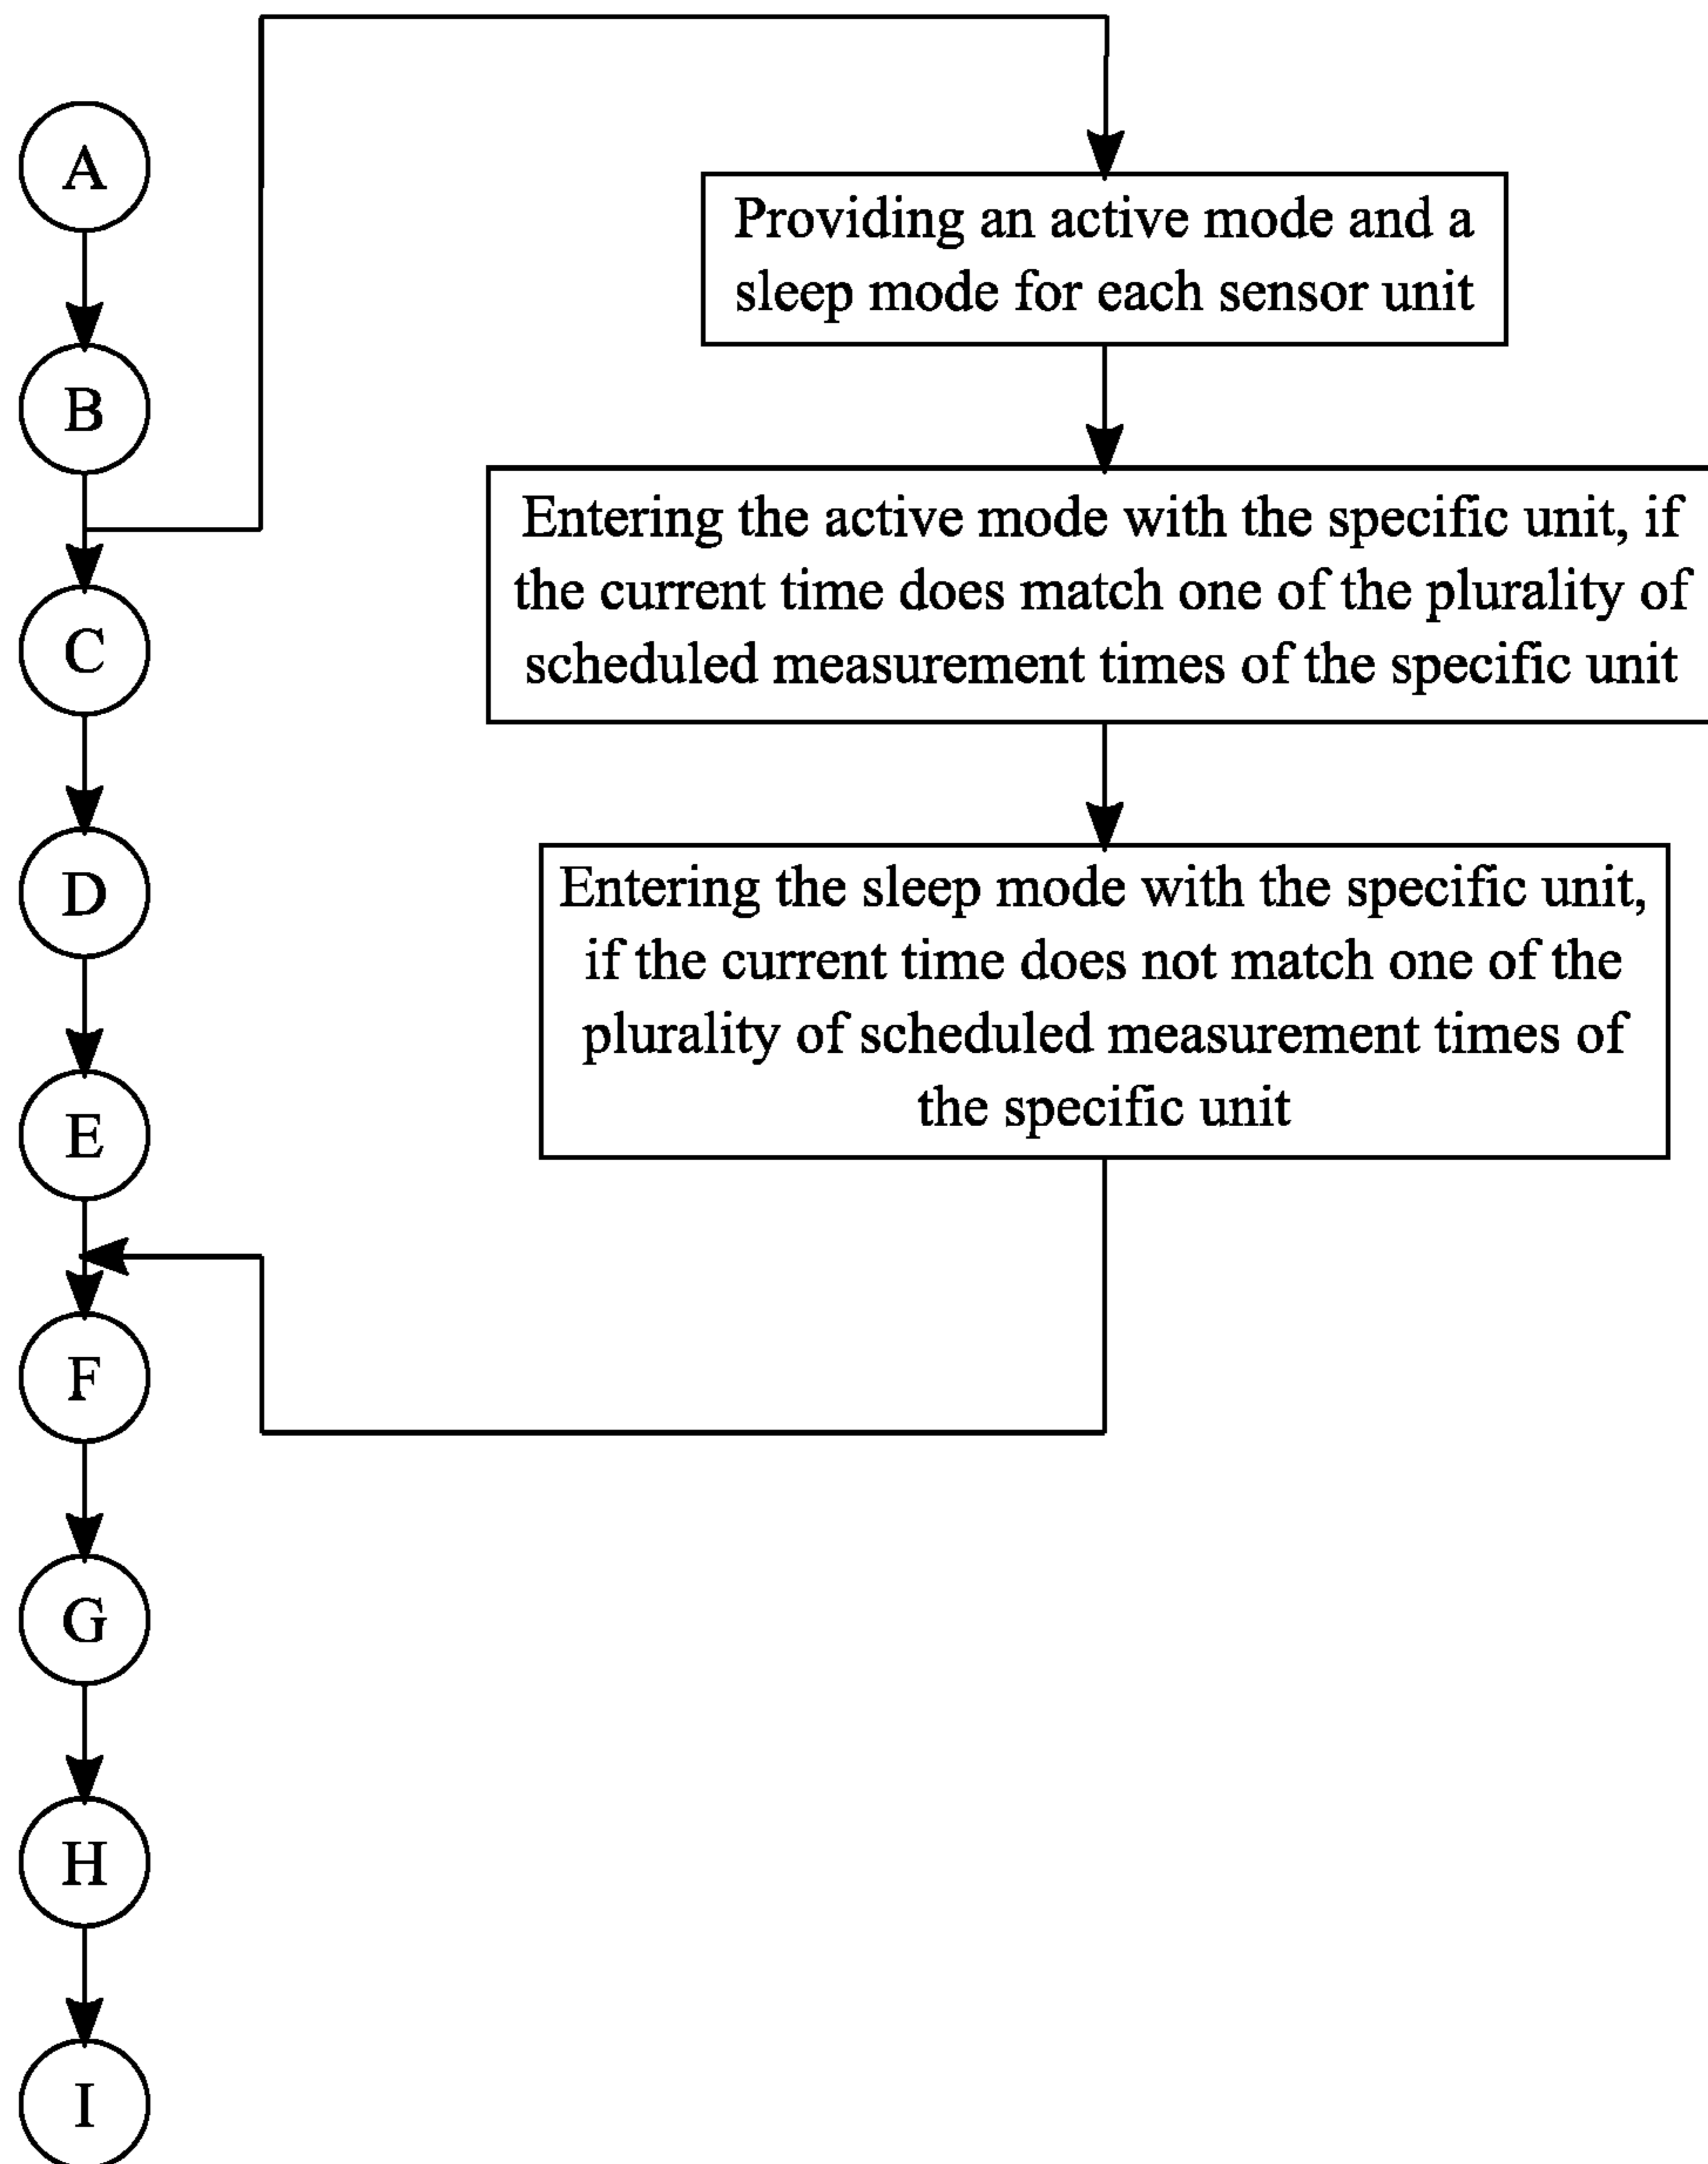 A
B
C
D
E
F
G
H
I
Providing an active mode and a
sleep mode for each sensor unit
Entering the active mode with the specific unit, if
the current time does match one of the plurality of
scheduled measurement times of the specific unit
Entering the sleep mode with the specific unit,
if the current time does not match one of the
plurality of scheduled measurement times of
the specific unit